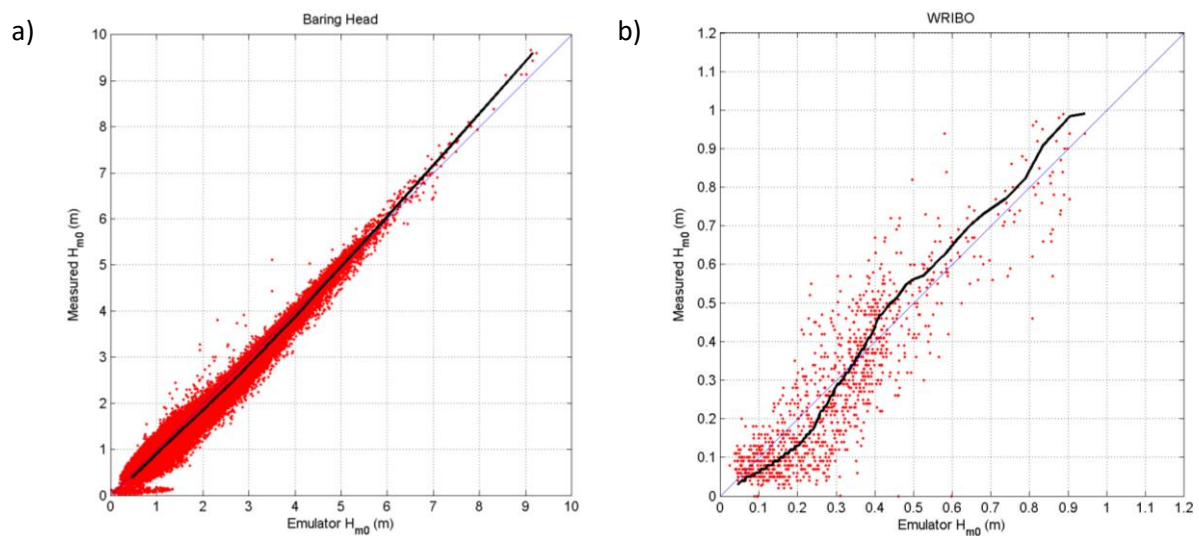 a)
Baring Head
10
9
8
7
6
5
4
3
2
1
0
Measured Hm0 (m)
0 1 2 3 4 5 6 7 8 9 10
Emulator Hm0 (m)
b)
WRIBO
1.2
1.1
1
0.9
0.8
0.7
0.6
0.5
0.4
0.3
0.2
0.1
0
Measured Hm0 (m)
0 0.1 0.2 0.3 0.4 0.5 0.6 0.7 0.8 0.9 1 1.1 1.2
Emulator Hm0 (m)